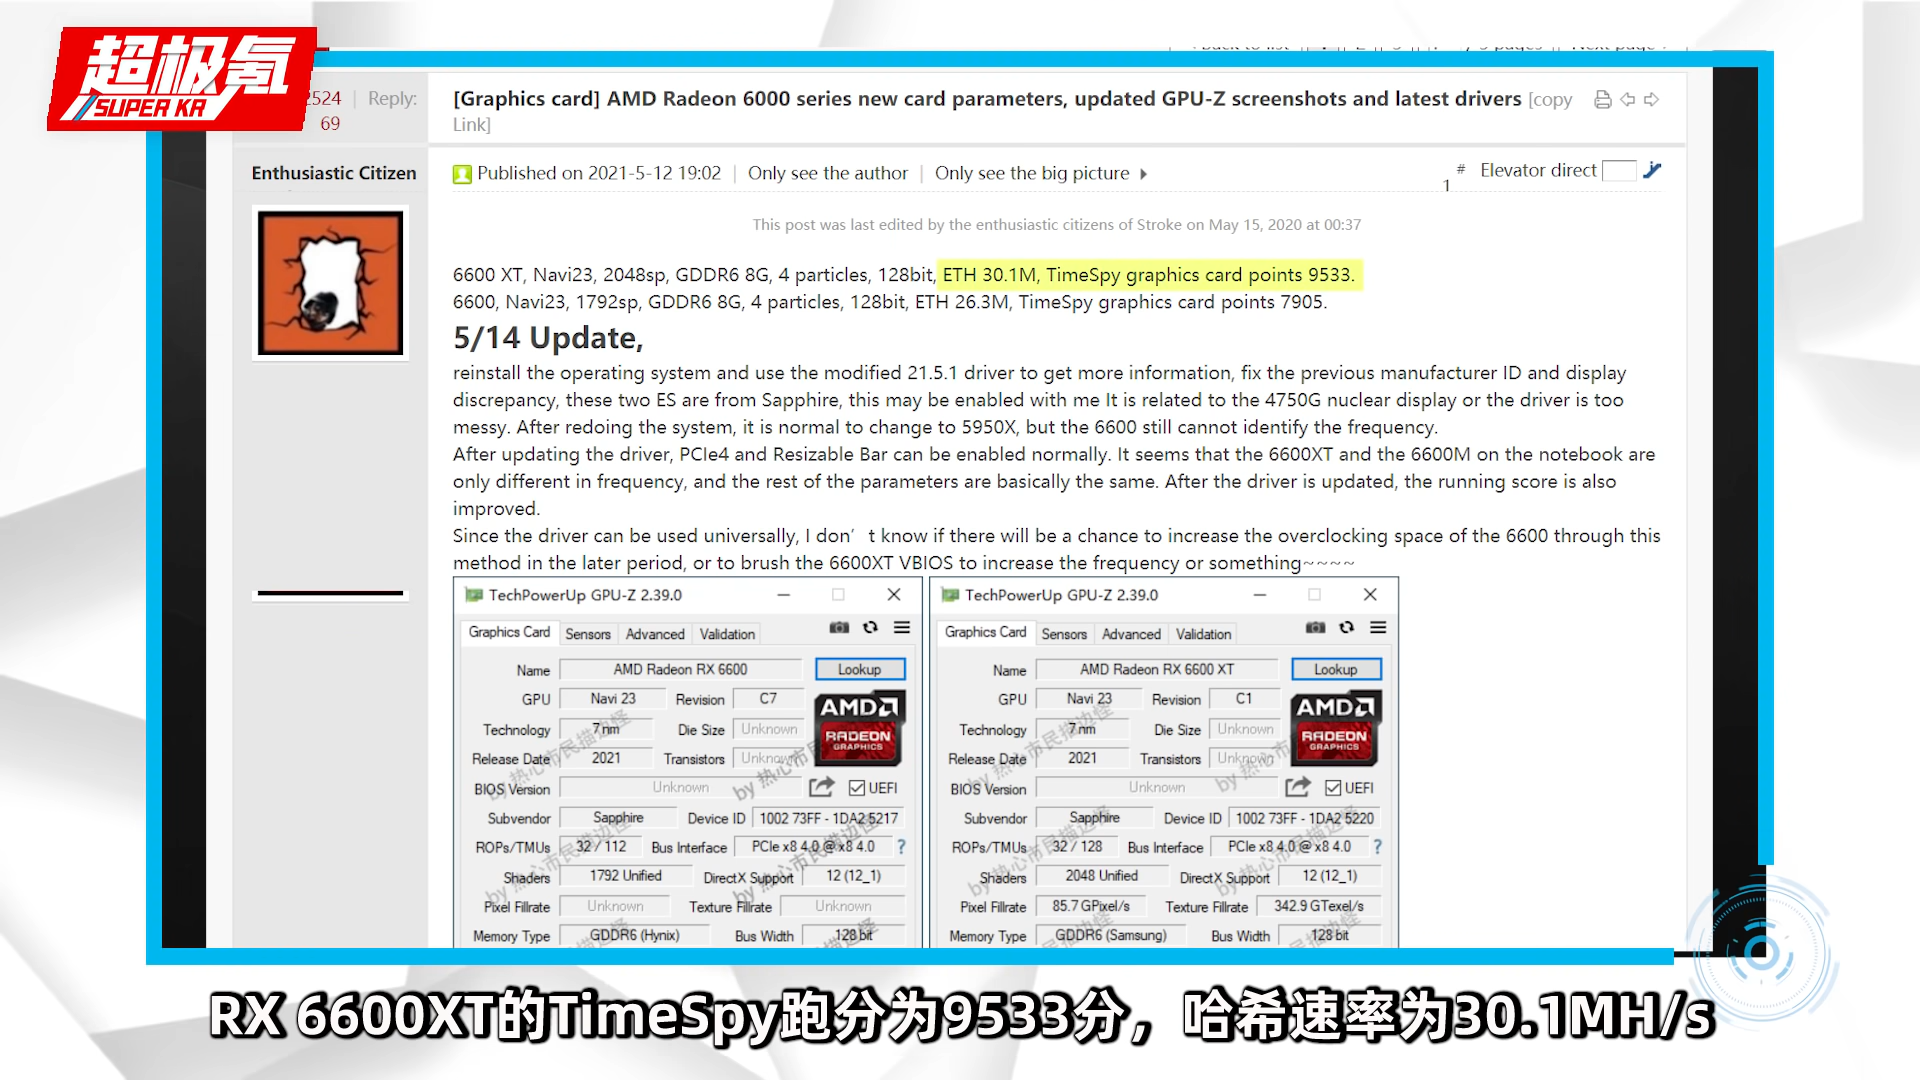 超极氪
SUPER KR
2524 | Reply:
69
[Graphics card] AMD Radeon 6000 series new card parameters, updated GPU-Z screenshots and latest drivers [copy
Link]
Enthusiastic Citizen
Published on 2021-5-12 19:02 | Only see the author | Only see the big picture
1 # Elevator direct
This post was last edited by the enthusiastic citizens of Stroke on May 15, 2020 at 00:37
6600 XT, Navi23, 2048sp, GDDR6 8G, 4 particles, 128bit, ETH 30.1M, TimeSpy graphics card points 9533.
6600, Navi23, 1792sp, GDDR6 8G, 4 particles, 128bit, ETH 26.3M, TimeSpy graphics card points 7905.
5/14 Update,
reinstall the operating system and use the modified 21.5.1 driver to get more information, fix the previous manufacturer ID and display
discrepancy, these two ES are from Sapphire, this may be enabled with me It is related to the 4750G nuclear display or the driver is too
messy. After redoing the system, it is normal to change to 5950X, but the 6600 still cannot identify the frequency.
After updating the driver, PCIe4 and Resizable Bar can be enabled normally. It seems that the 6600XT and the 6600M on the notebook are
only different in frequency, and the rest of the parameters are basically the same. After the driver is updated, the running score is also
improved.
Since the driver can be used universally, I don’t know if there will be a chance to increase the overclocking space of the 6600 through this
method in the later period, or to brush the 6600XT VBIOS to increase the frequency or something~~~~
TechPowerUp GPU-Z 2.39.0
Graphics Card Sensors Advanced Validation
Name AMD Radeon RX 6600 Lookup
GPU Navi 23 Revision C7
AMD
RADEON
GRAPHICS
Technology 7 nm Die Size Unknown
Release Date 2021 Transistors Unknown
BIOS Version Unknown UEFI
Subvendor Sapphire Device ID 1002 73FF - 1DA2 5217
ROPs/TMUs 32 / 112 Bus Interface PCIe x8 4.0 @ x8 4.0 ?
Shaders 1792 Unified DirectX Support 12 (12_1)
Pixel Fillrate Unknown Texture Fillrate Unknown
Memory Type GDDR6 (Hynix) Bus Width 128 bit
by 热心市民描边怪
TechPowerUp GPU-Z 2.39.0
Graphics Card Sensors Advanced Validation
Name AMD Radeon RX 6600 XT Lookup
GPU Navi 23 Revision C1
AMD
RADEON
GRAPHICS
Technology 7 nm Die Size Unknown
Release Date 2021 Transistors Unknown
BIOS Version Unknown UEFI
Subvendor Sapphire Device ID 1002 73FF - 1DA2 5220
ROPs/TMUs 32 / 128 Bus Interface PCIe x8 4.0 @ x8 4.0 ?
Shaders 2048 Unified DirectX Support 12 (12_1)
Pixel Fillrate 85.7 GPixel/s Texture Fillrate 342.9 GTexel/s
Memory Type GDDR6 (Samsung) Bus Width 128 bit
by 热心市民描边怪
RX 6600XT的TimeSpy跑分为9533分，哈希速率为30.1MH/s